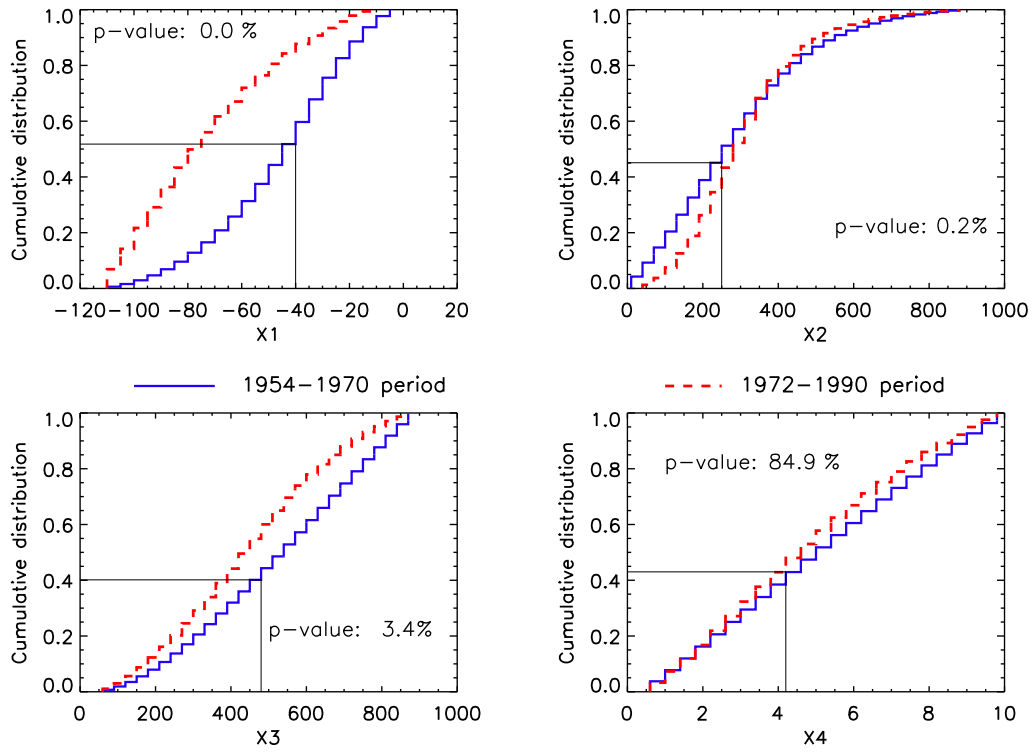 p-value: 0.0 %
Cumulative distribution
1.0
0.8
0.6
0.4
0.2
0.0
−120 −100 −80 −60 −40 −20 0 20
X1
p-value: 0.2%
Cumulative distribution
1.0
0.8
0.6
0.4
0.2
0.0
0 200 400 600 800 1000
X2
1954−1970 period
1972−1990 period
p-value: 3.4%
Cumulative distribution
1.0
0.8
0.6
0.4
0.2
0.0
0 200 400 600 800 1000
X3
p-value: 84.9 %
Cumulative distribution
1.0
0.8
0.6
0.4
0.2
0.0
0 2 4 6 8 10
X4